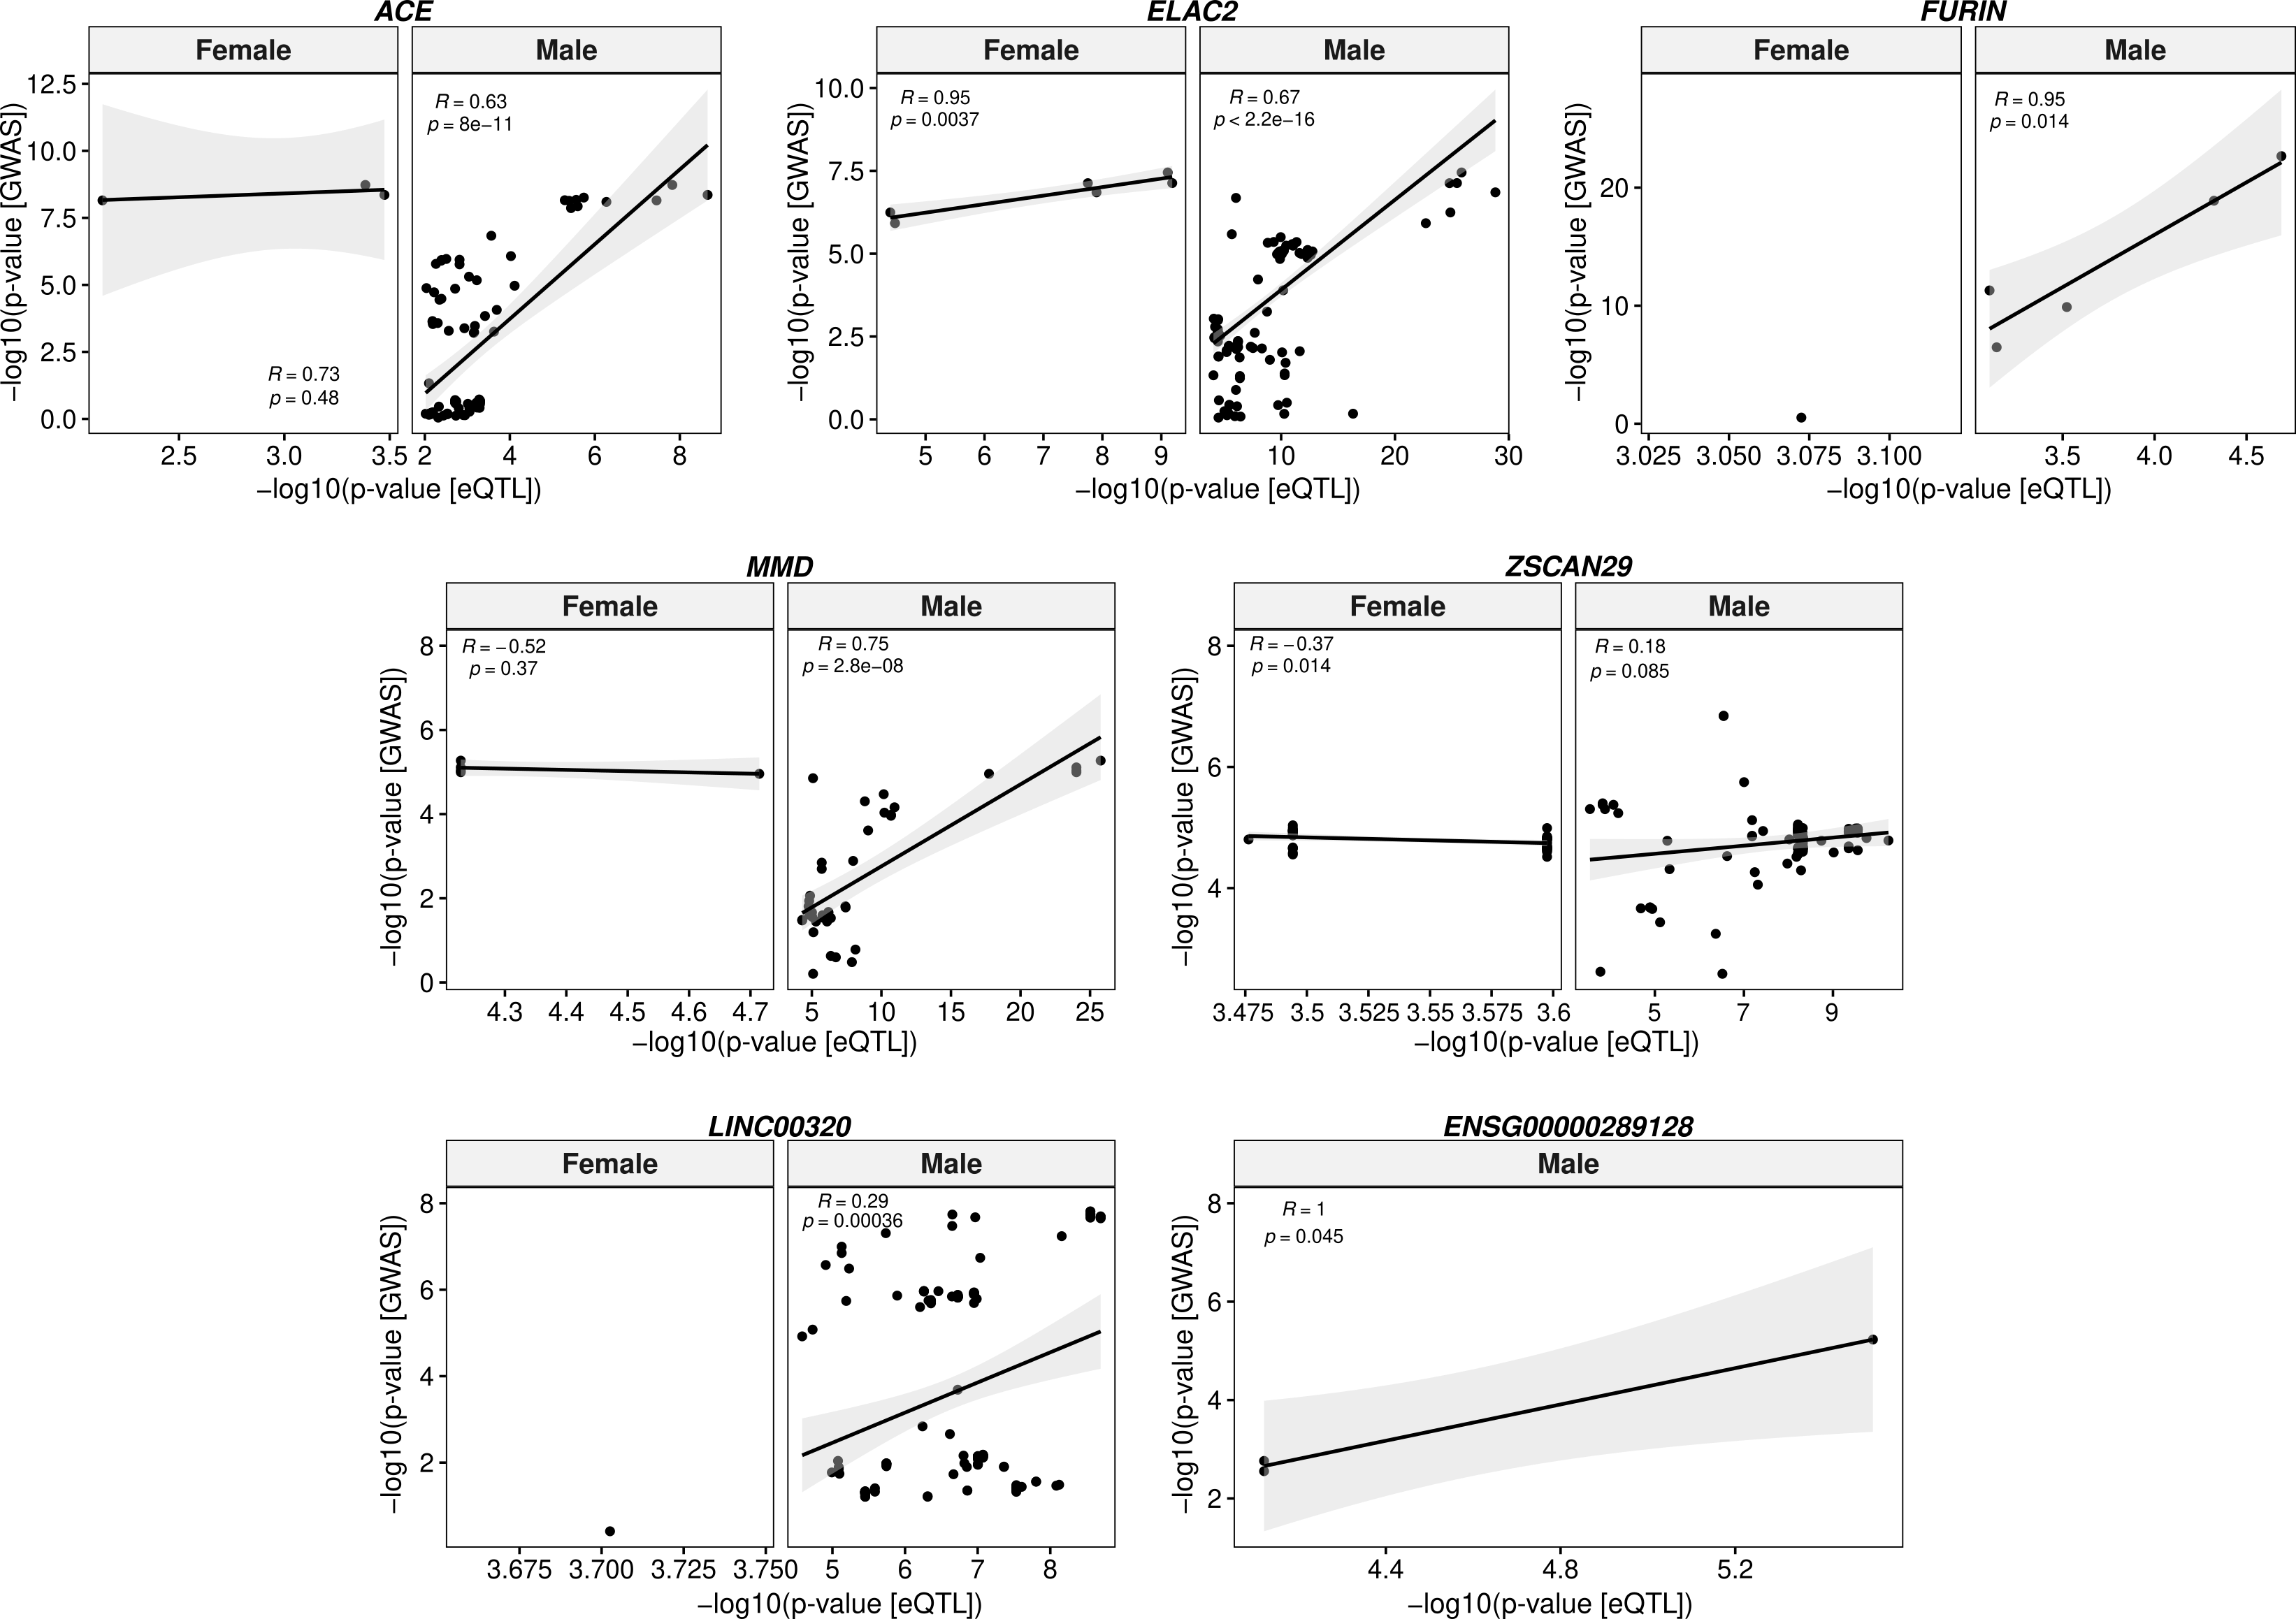 ACE
Female
Male
R = 0.73
p = 0.48
R = 0.63
p = 8e−11
12.5
10.0
7.5
5.0
2.5
0.0
2.5 3.0 3.5
2 4 6 8
−log10(p-value [GWAS])
−log10(p-value [eQTL])
ELAC2
Female
Male
R = 0.95
p = 0.0037
R = 0.67
p < 2.2e−16
10.0
7.5
5.0
2.5
0.0
5 6 7 8 9
10 20 30
−log10(p-value [GWAS])
−log10(p-value [eQTL])
FURIN
Female
Male
R = 0.95
p = 0.014
20
10
0
3.025 3.050 3.075 3.100
3.5 4.0 4.5
−log10(p-value [GWAS])
−log10(p-value [eQTL])
MMD
Female
Male
R = −0.52
p = 0.37
R = 0.75
p = 2.8e−08
8
6
4
2
0
4.3 4.4 4.5 4.6 4.7
5 10 15 20 25
−log10(p-value [GWAS])
−log10(p-value [eQTL])
ZSCAN29
Female
Male
R = −0.37
p = 0.014
R = 0.18
p = 0.085
8
6
4
3.475 3.5 3.525 3.55 3.575 3.6
5 7 9
−log10(p-value [GWAS])
−log10(p-value [eQTL])
LINC00320
Female
Male
R = 0.29
p = 0.00036
8
6
4
2
3.675 3.700 3.725 3.750
5 6 7 8
−log10(p-value [GWAS])
−log10(p-value [eQTL])
ENSG00000289128
Male
R = 1
p = 0.045
8
6
4
2
4.4 4.8 5.2
−log10(p-value [GWAS])
−log10(p-value [eQTL])